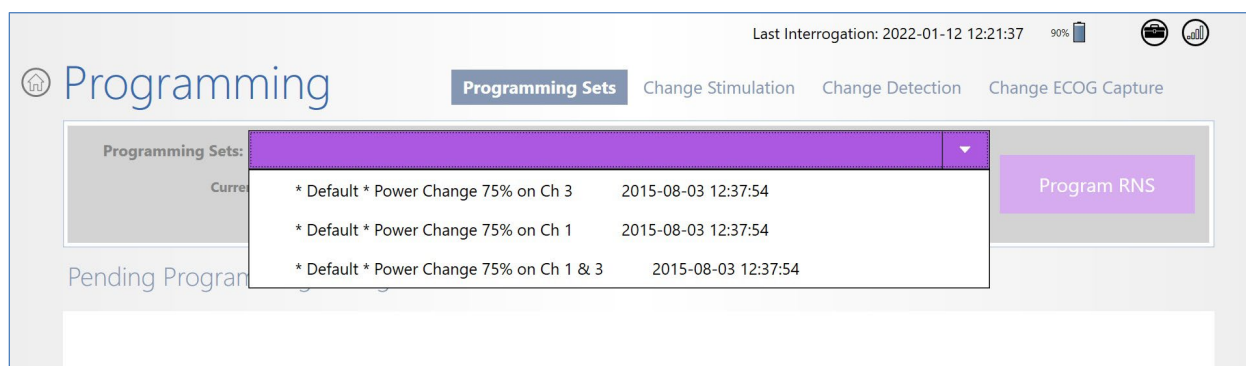 Last Interrogation: 2022-01-12 12:21:37 90%
Programming
Programming Sets Change Stimulation Change Detection Change ECOG Capture
Programming Sets:
* Default * Power Change 75% on Ch 3 2015-08-03 12:37:54
Program RNS
* Default * Power Change 75% on Ch 1 2015-08-03 12:37:54
* Default * Power Change 75% on Ch 1 & 3 2015-08-03 12:37:54
Pending